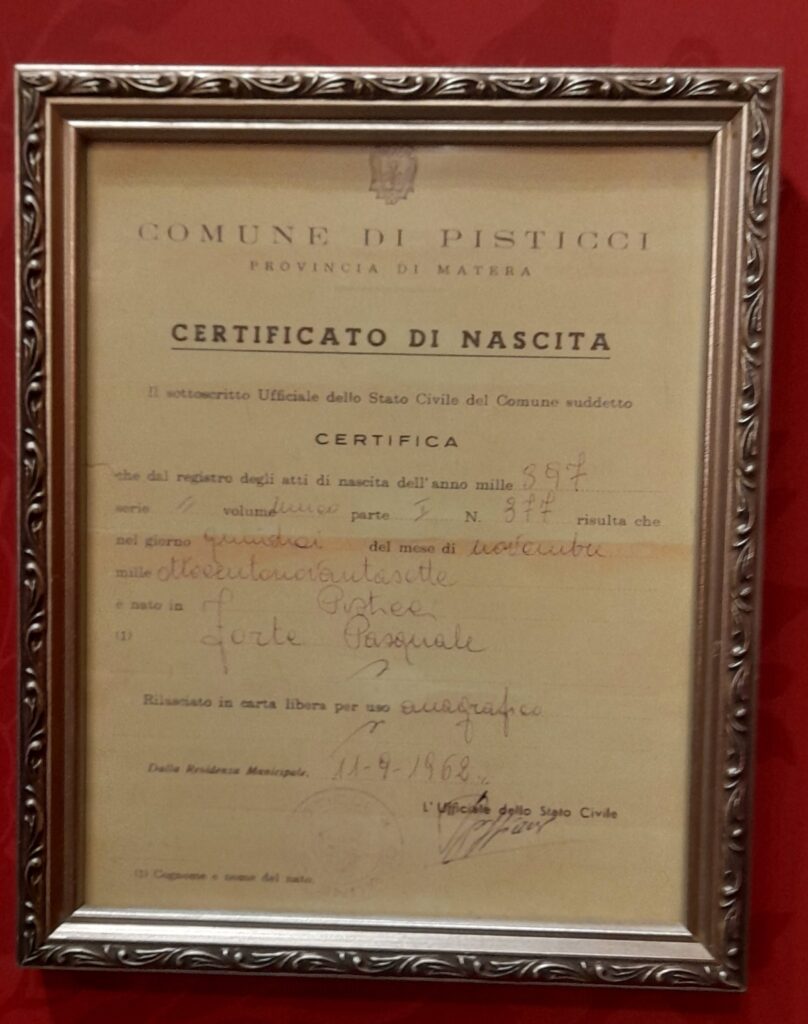 COMUNE DI PISTICCI
PROVINCIA DI MATERA
CERTIFICATO DI NASCITA
Il sottoscritto Ufficiale dello Stato Civile del Comune suddetto
CERTIFICA
che dal registro degli atti di nascita dell'anno mille 897
serie // volume unico parte I N. 377 risulta che
nel giorno quindici del mese di novembre
mille ottocentonovantasette
è nato in Pisticci
(1) Forte Pasquale
Rilasciato in carta libera per uso anagrafico
Dalla Residenza Municipale, 11-9-1962
L'Ufficiale dello Stato Civile
(1) Cognome e nome del nato.